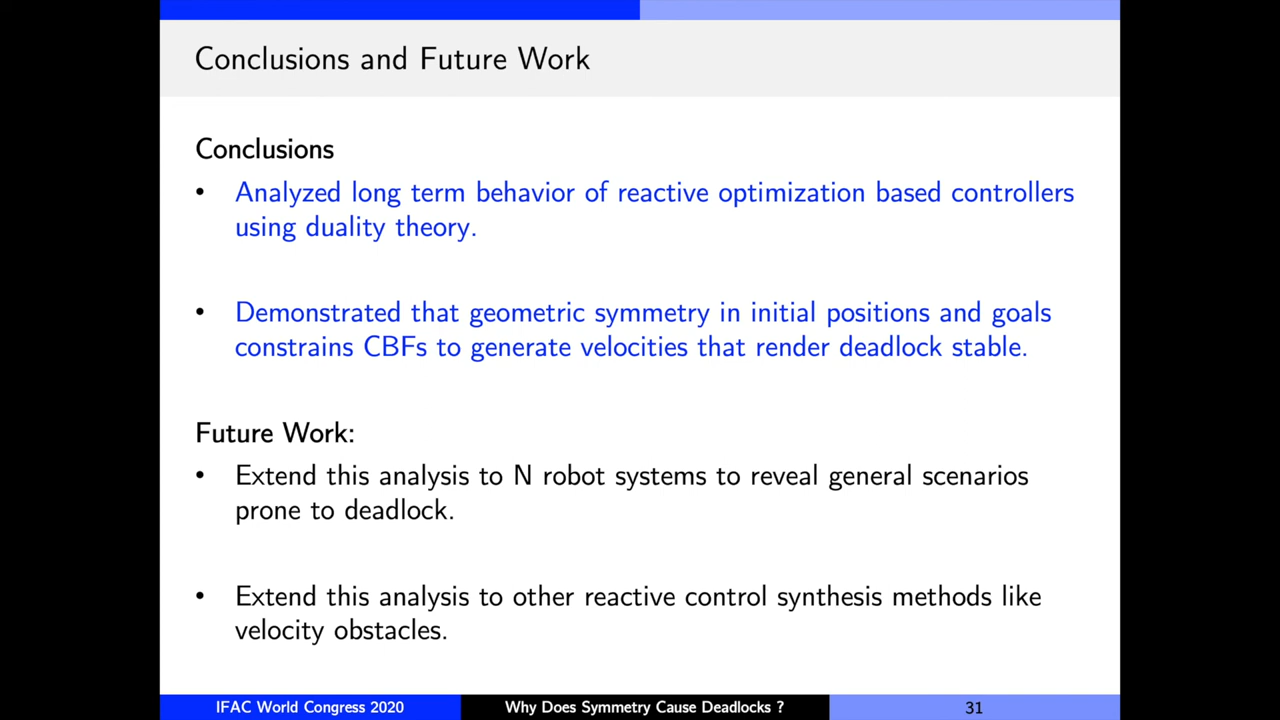 Conclusions and Future Work
Conclusions
• Analyzed long term behavior of reactive optimization based controllers
using duality theory.
• Demonstrated that geometric symmetry in initial positions and goals
constrains CBFs to generate velocities that render deadlock stable.
Future Work:
• Extend this analysis to N robot systems to reveal general scenarios
prone to deadlock.
• Extend this analysis to other reactive control synthesis methods like
velocity obstacles.
IFAC World Congress 2020
Why Does Symmetry Cause Deadlocks ?
31